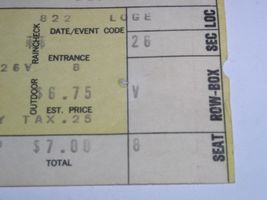 822 LOGE
DATE/EVENT CODE
26
SEC LOC
RAINCHECK
ENTRANCE
26V 8
OUTDOOR
$6.75 V
ROW-BOX
EST. PRICE
Y TAX.25
$7.00 8
SEAT
TOTAL